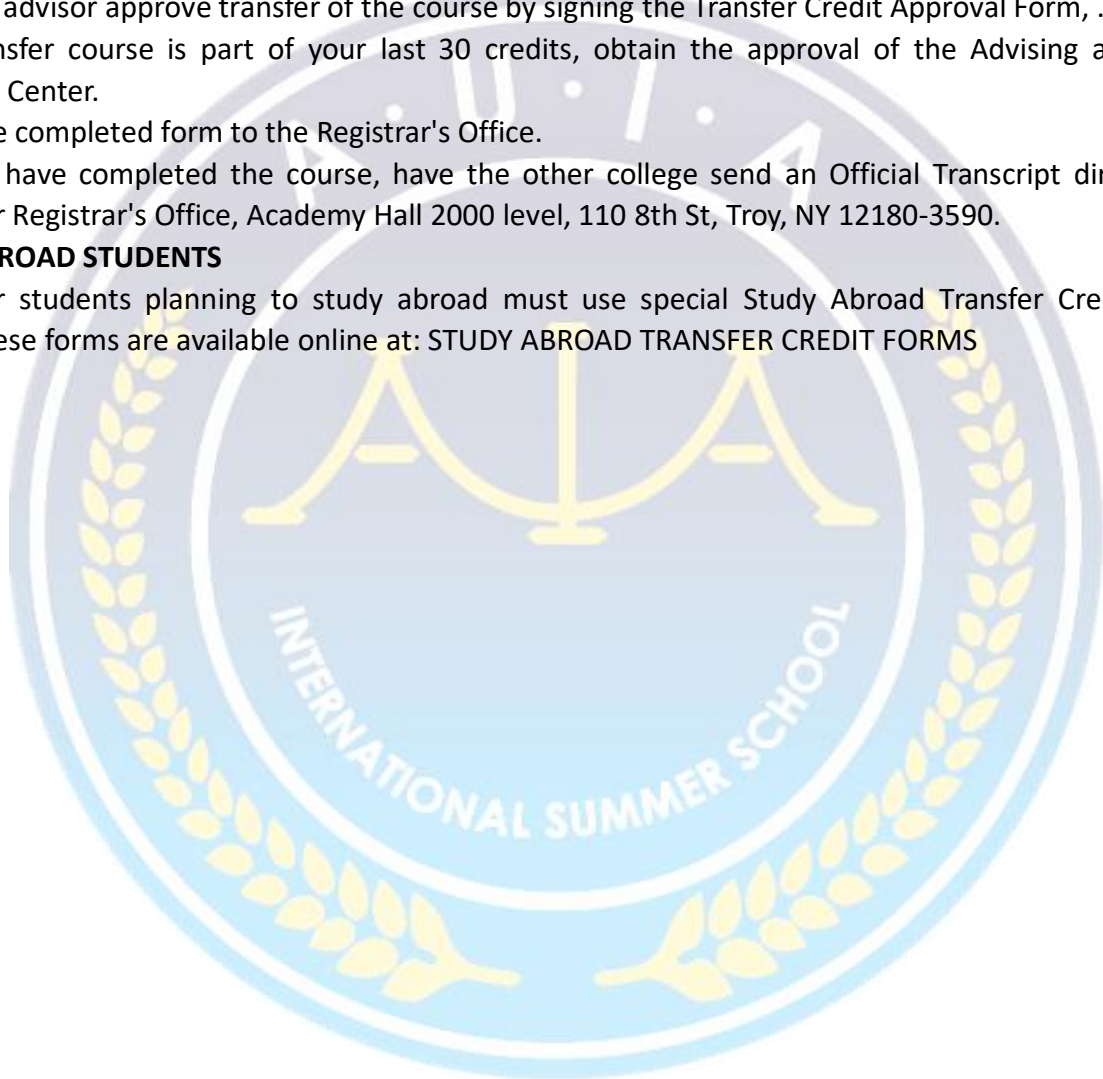 advisor approve transfer of the course by signing the Transfer Credit Approval Form, .
nsfer course is part of your last 30 credits, obtain the approval of the Advising a
Center.
e completed form to the Registrar's Office.
have completed the course, have the other college send an Official Transcript dir
r Registrar's Office, Academy Hall 2000 level, 110 8th St, Troy, NY 12180-3590.
ROAD STUDENTS
r students planning to study abroad must use special Study Abroad Transfer Cre
ese forms are available online at: STUDY ABROAD TRANSFER CREDIT FORMS
A·U·I·A
AIA
INTERNATIONAL SUMMER SCHOOL